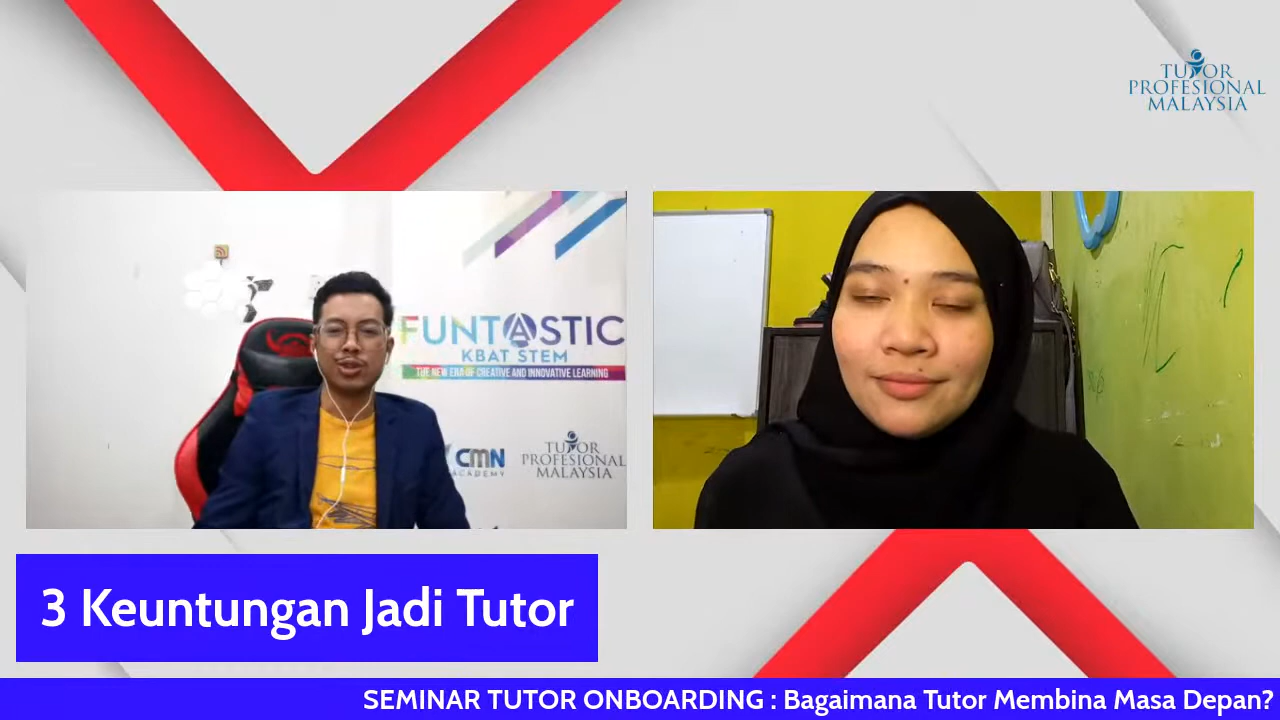 TUTOR
PROFESIONAL
MALAYSIA
FUNTASTIC
KBAT STEM
THE NEW ERA OF CREATIVE AND INNOVATIVE LEARNING
CMN
ACADEMY
TUTOR
PROFESIONAL
MALAYSIA
3 Keuntungan Jadi Tutor
SEMINAR TUTOR ONBOARDING : Bagaimana Tutor Membina Masa Depan?